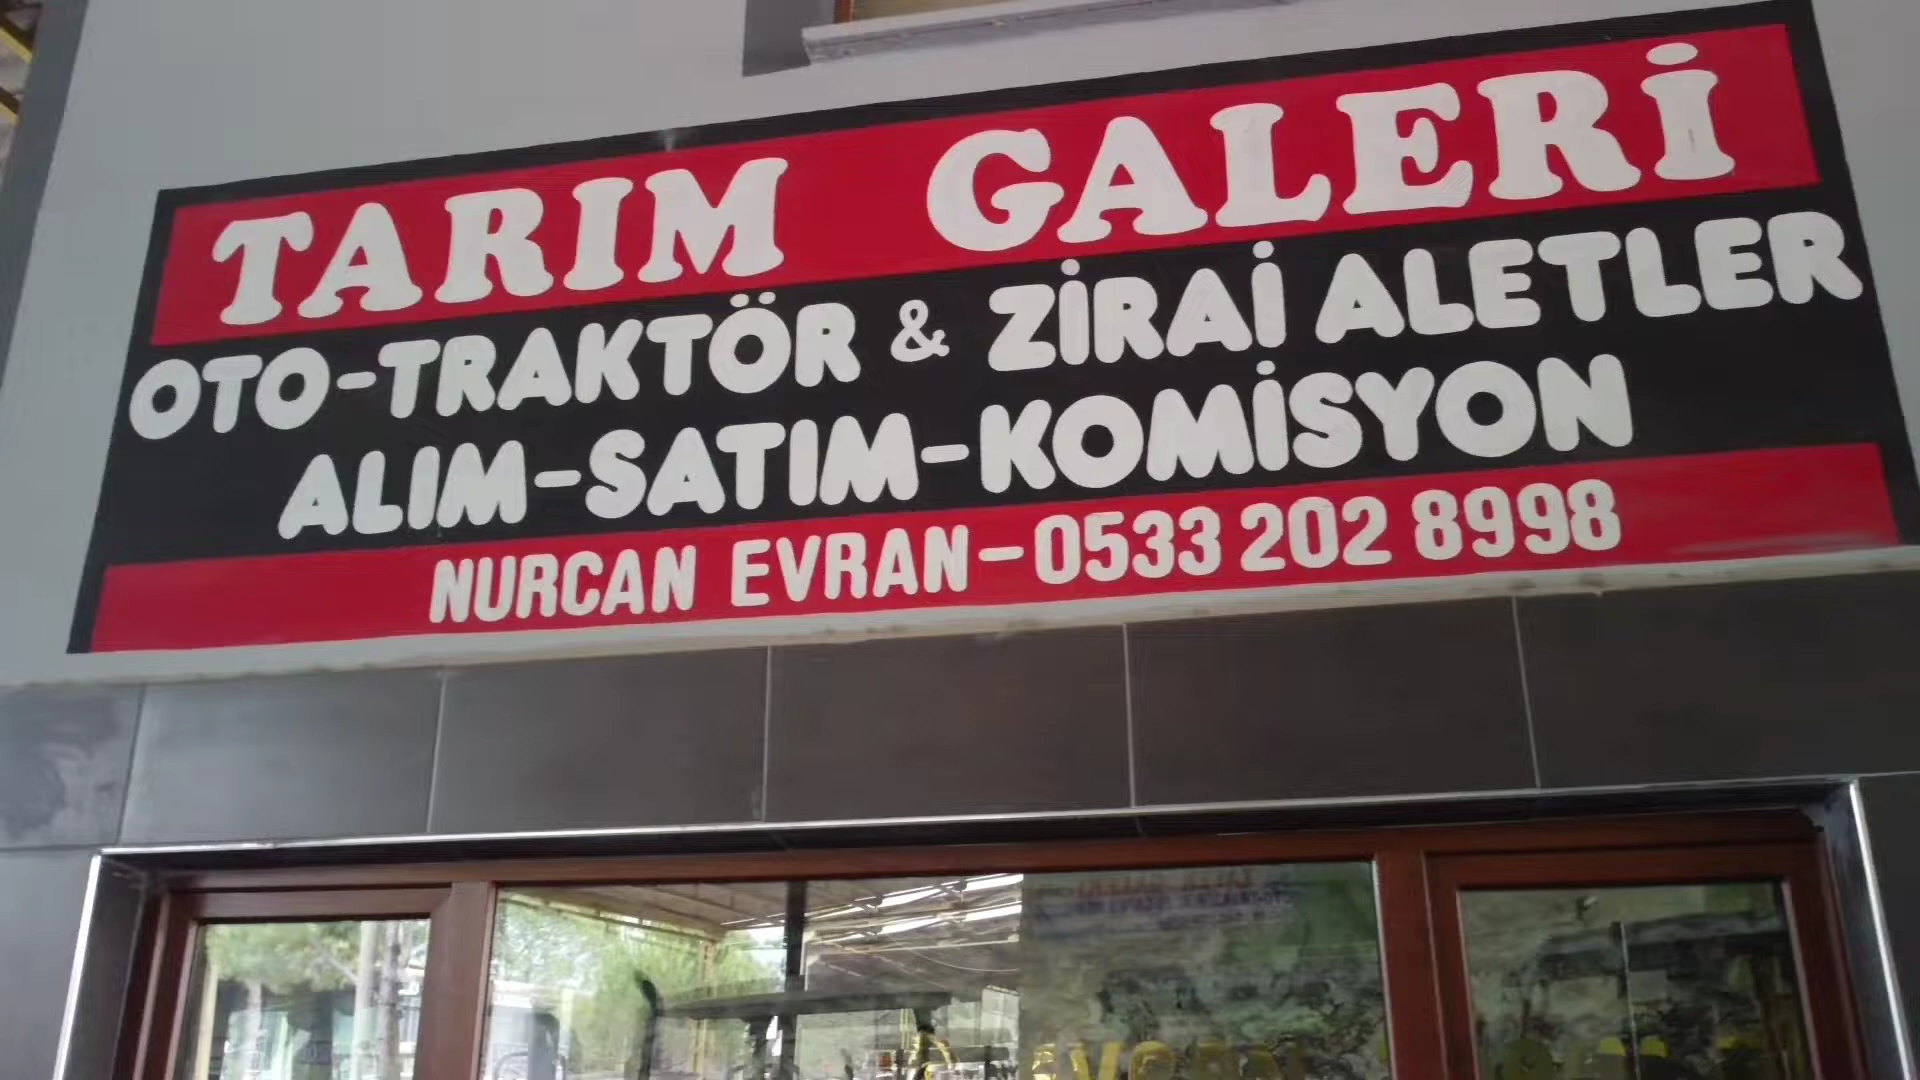 TARIM GALERİ
OTO-TRAKTÖR & ZİRAİ ALETLER
ALIM-SATIM-KOMİSYON
NURCAN EVRAN-0533 202 8998